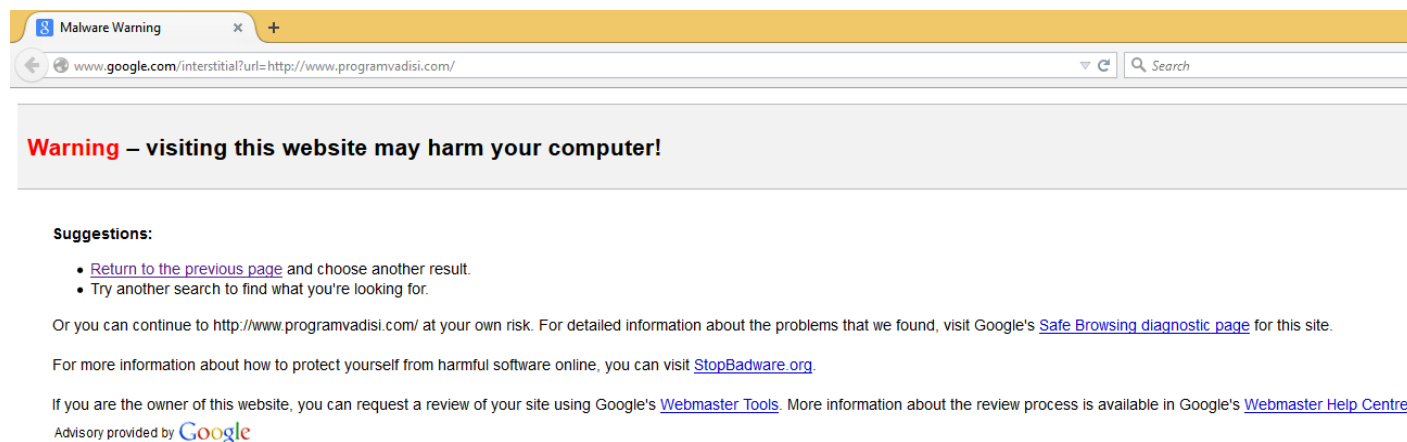 Malware Warning
www.google.com/interstitial?url=http://www.programvadisi.com/
Search
Warning – visiting this website may harm your computer!
Suggestions:
Return to the previous page and choose another result.
Try another search to find what you're looking for.
Or you can continue to http://www.programvadisi.com/ at your own risk. For detailed information about the problems that we found, visit Google's Safe Browsing diagnostic page for this site.
For more information about how to protect yourself from harmful software online, you can visit StopBadware.org.
If you are the owner of this website, you can request a review of your site using Google's Webmaster Tools. More information about the review process is available in Google's Webmaster Help Centre
Advisory provided by Google